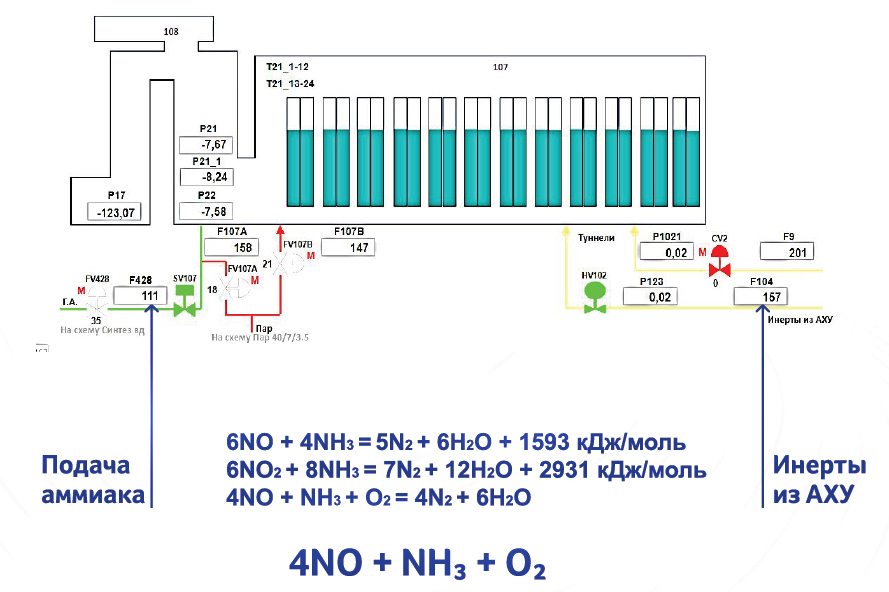 108
107
T21_1-12
T21_13-24
P21
-7,67
P21_1
-8,24
P22
-7,58
P17
-123,07
F107A
158
FV107B
21
M
F107B
147
Туннели
P1021
0,02
M
CV2
0
F9
201
FV428
M
Г.А.
35
F428
111
SV107
FV107A
18
M
HV102
P123
0,02
F104
157
На схему Синтез вд
Пар
На схему Пар 40/7/3.5
Инерты из АХУ
Подача
аммиака
6NO + 4NH₃ = 5N₂ + 6H₂O + 1593 кДж/моль
6NO₂ + 8NH₃ = 7N₂ + 12H₂O + 2931 кДж/моль
4NO + NH₃ + O₂ = 4N₂ + 6H₂O
Инерты
из АХУ
4NO + NH₃ + O₂